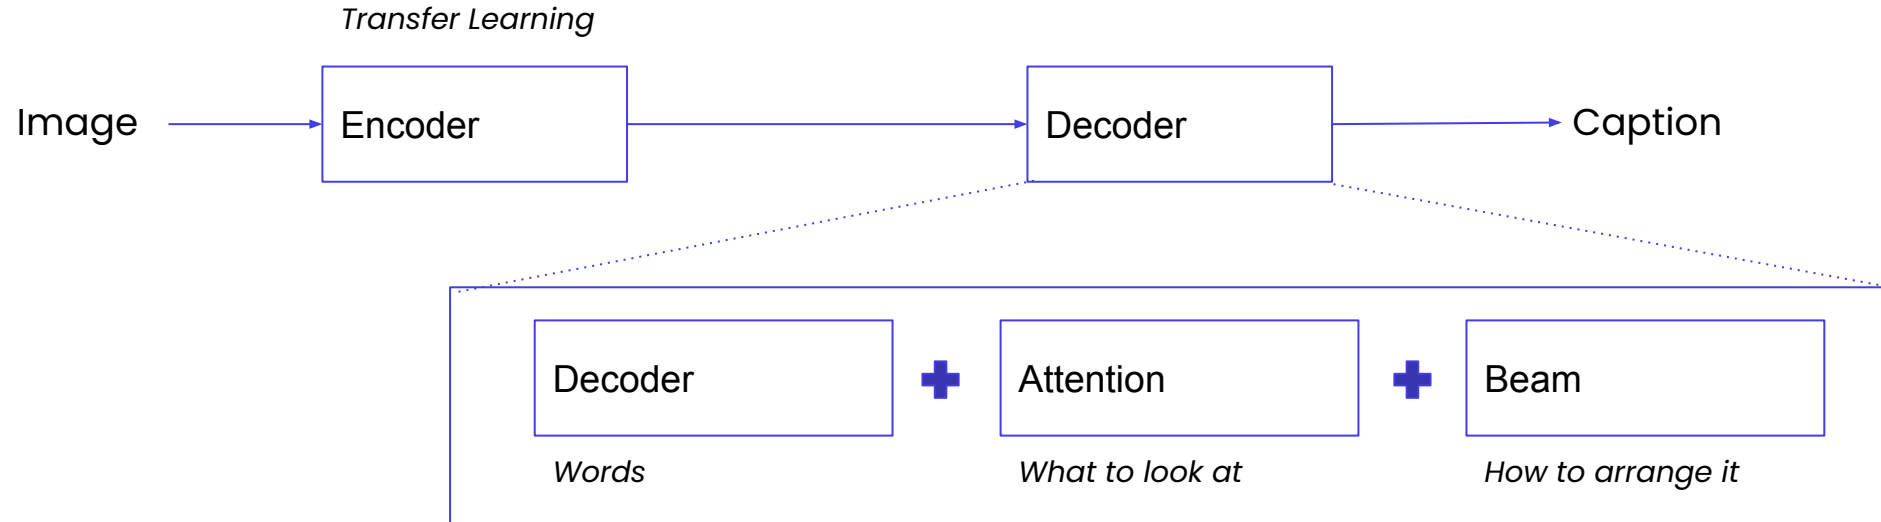 Transfer Learning
Image
Encoder
Decoder
Caption
Decoder
Attention
Beam
Words
What to look at
How to arrange it